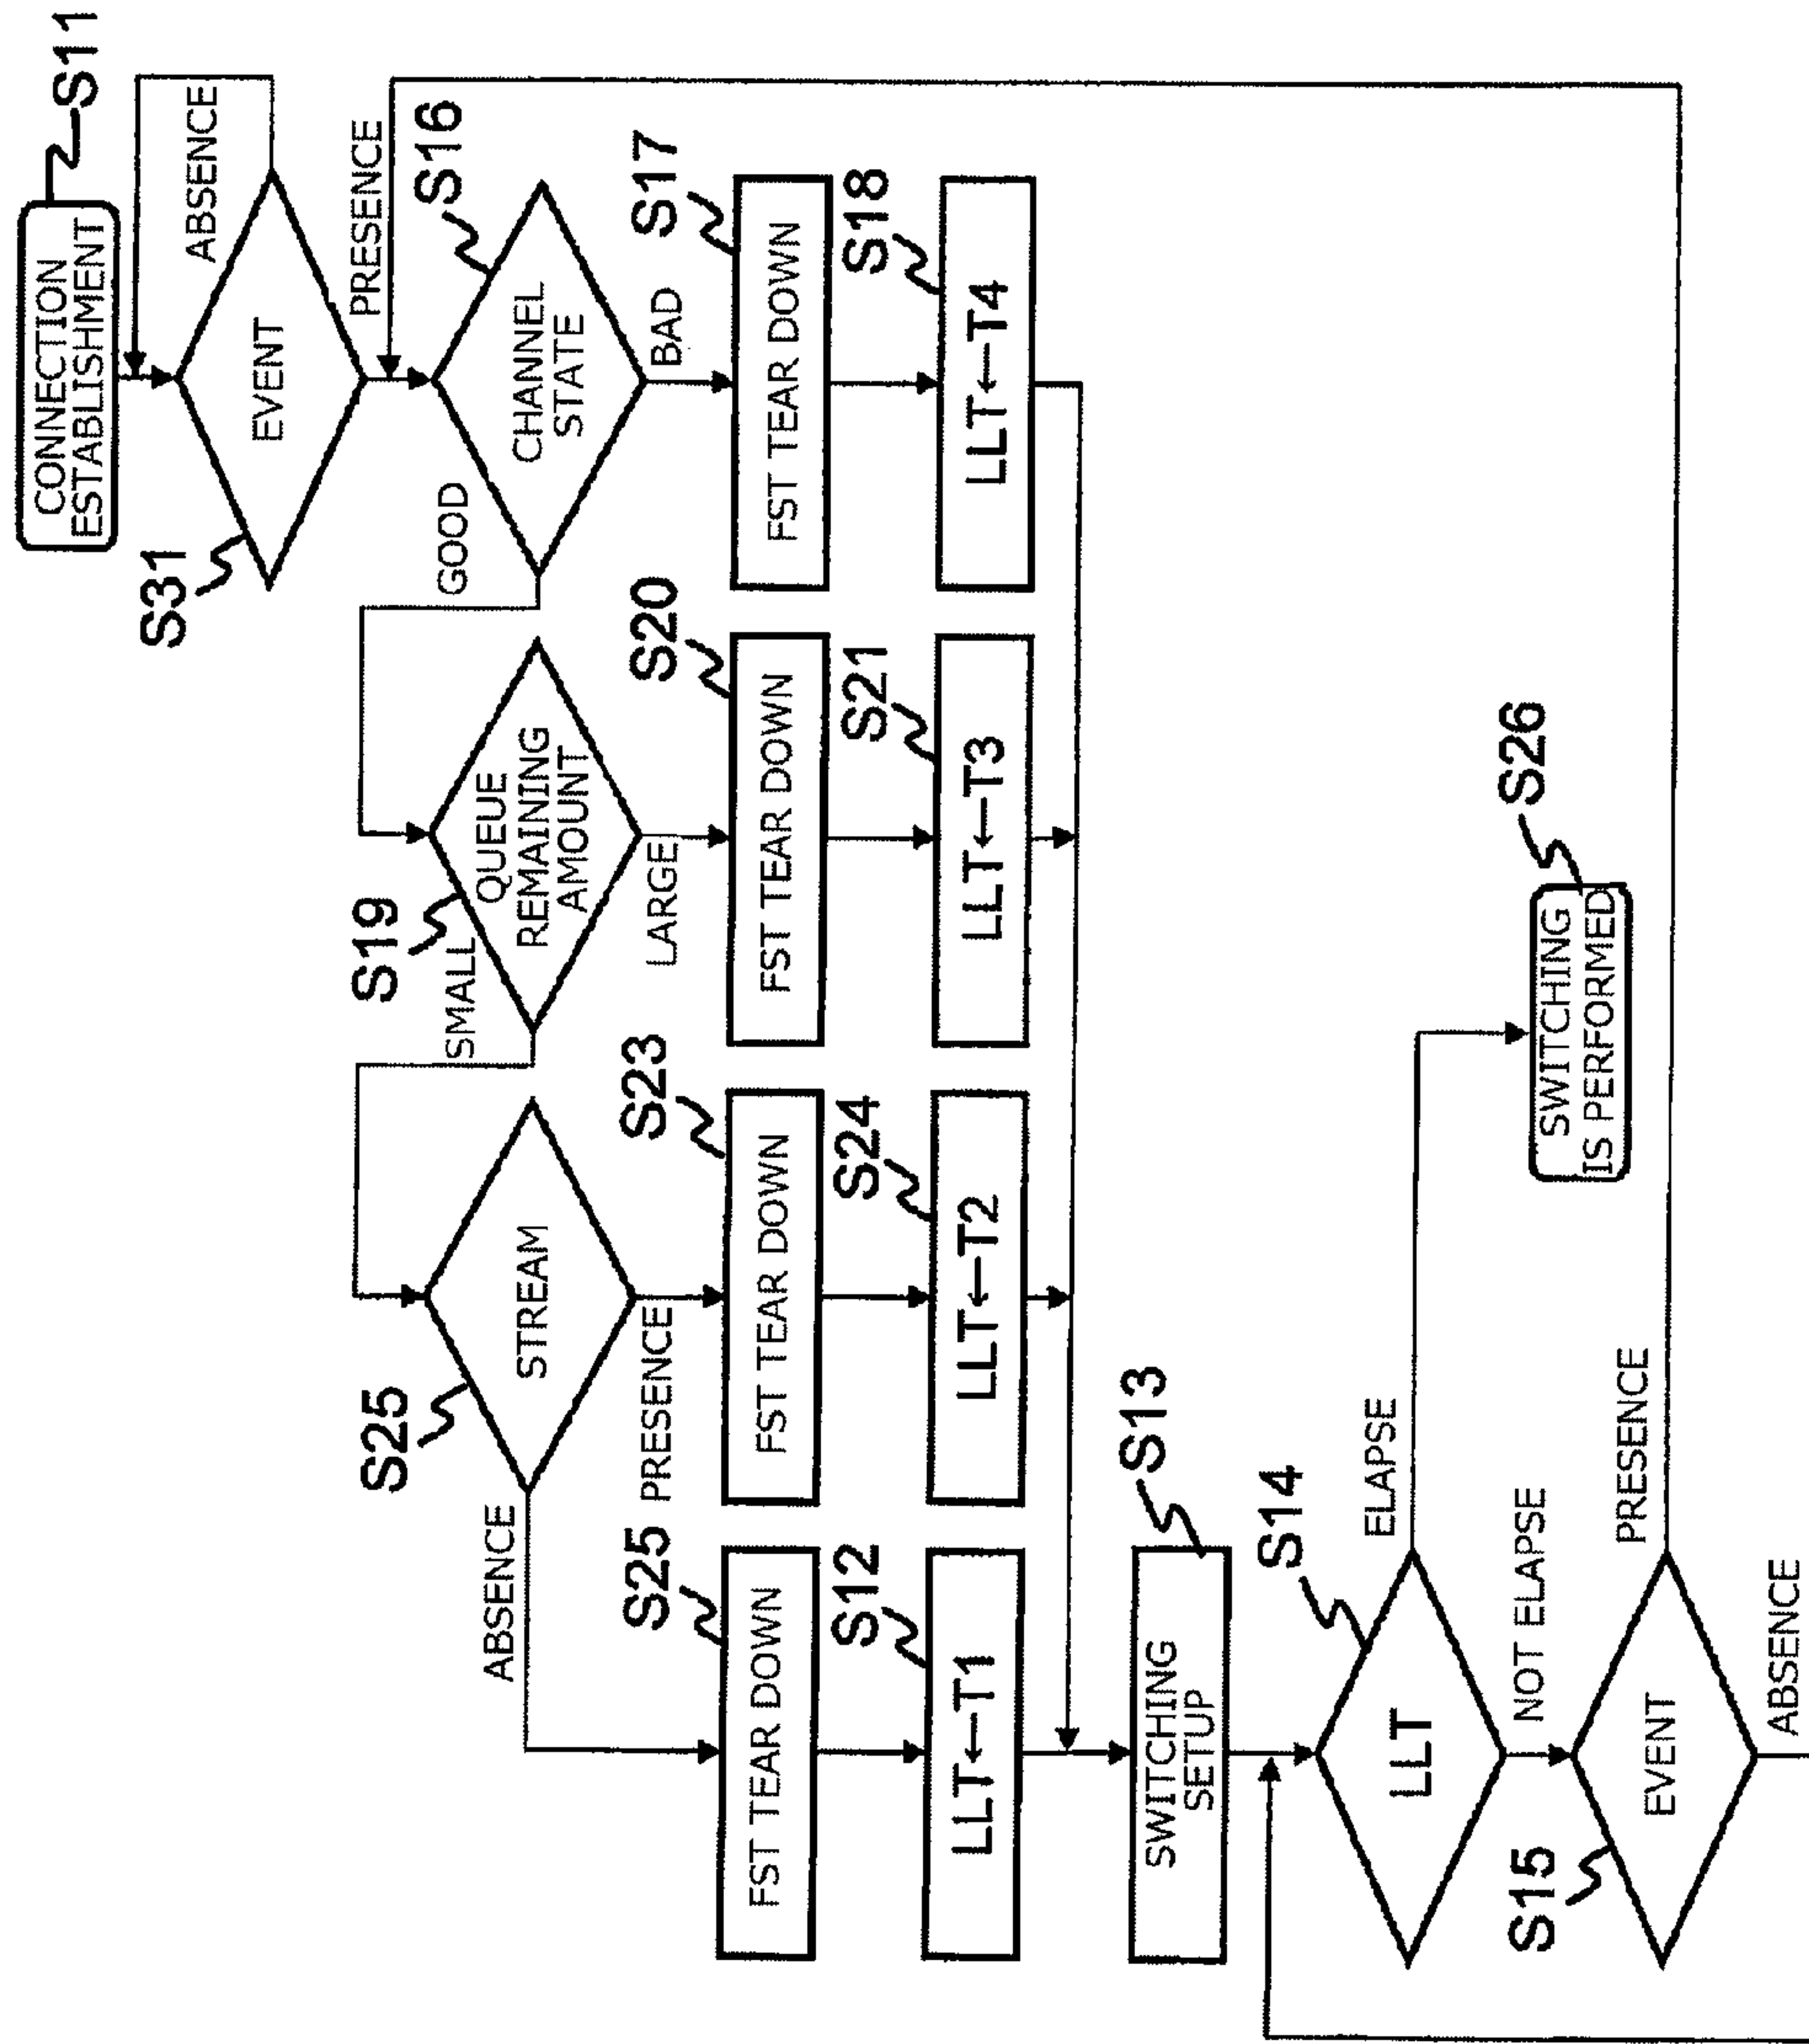 CONNECTION
ESTABLISHMENT
S11
ABSENCE
EVENT
S31
PRESENCE
CHANNEL
STATE
S16
GOOD
BAD
FST TEAR DOWN
S17
LLT←T4
S18
QUEUE
REMAINING
AMOUNT
S19
SMALL
LARGE
FST TEAR DOWN
S20
LLT←T3
S21
STREAM
S25
ABSENCE
PRESENCE
FST TEAR DOWN
S23
LLT←T2
S24
FST TEAR DOWN
S25
LLT←T1
S12
SWITCHING
SETUP
S13
LLT
S14
ELAPSE
NOT ELAPSE
SWITCHING
IS PERFORMED
S26
EVENT
S15
PRESENCE
ABSENCE